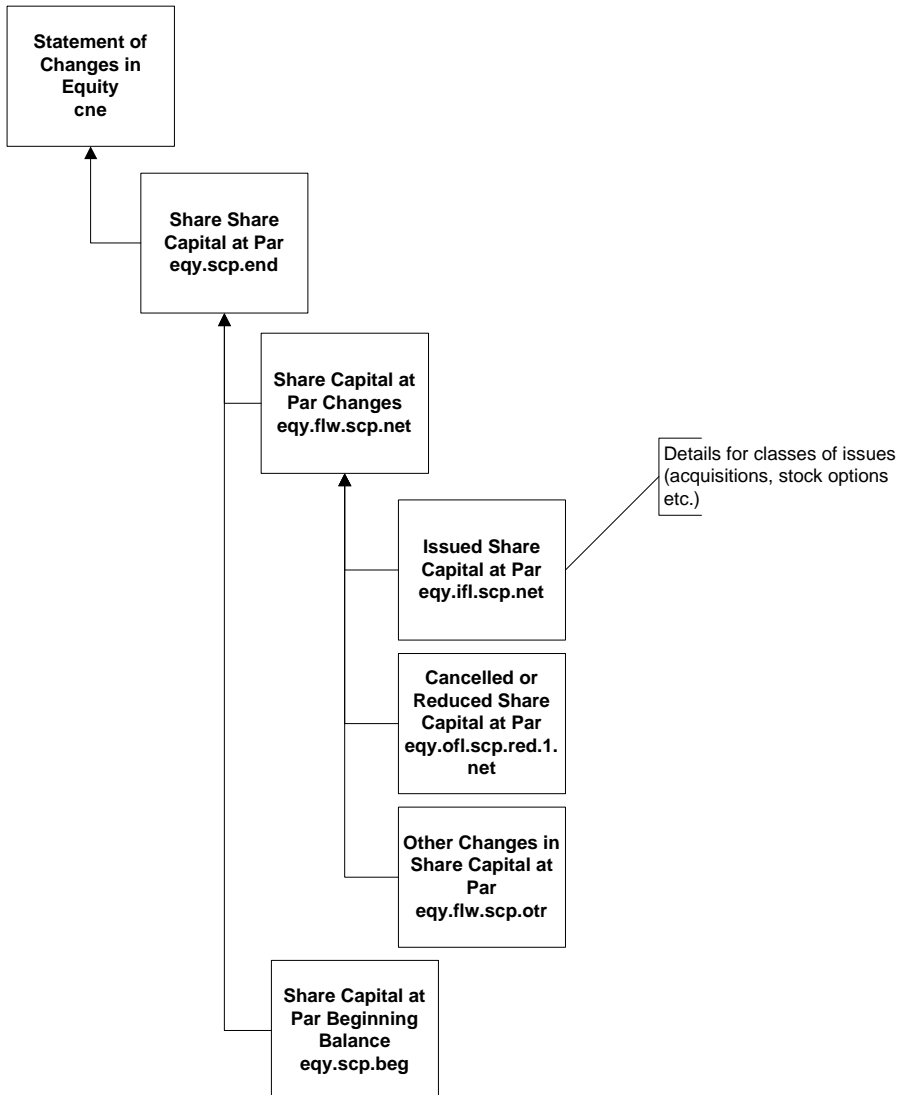 Statement of
Changes in
Equity
cne
Share Share
Capital at Par
eqy.scp.end
Share Capital at
Par Changes
eqy.flw.scp.net
Details for classes of issues
(acquisitions, stock options
etc.)
Issued Share
Capital at Par
eqy.ifl.scp.net
Cancelled or
Reduced Share
Capital at Par
eqy.ofl.scp.red.1.
net
Other Changes in
Share Capital at
Par
eqy.flw.scp.otr
Share Capital at
Par Beginning
Balance
eqy.scp.beg